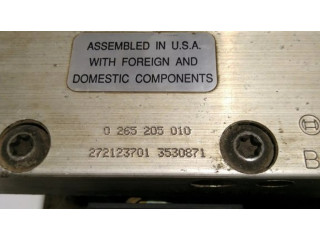 ASSEMBLED IN U.S.A.
WITH FOREIGN AND
DOMESTIC COMPONENTS
0 265 205 010
272123701 3530871
B